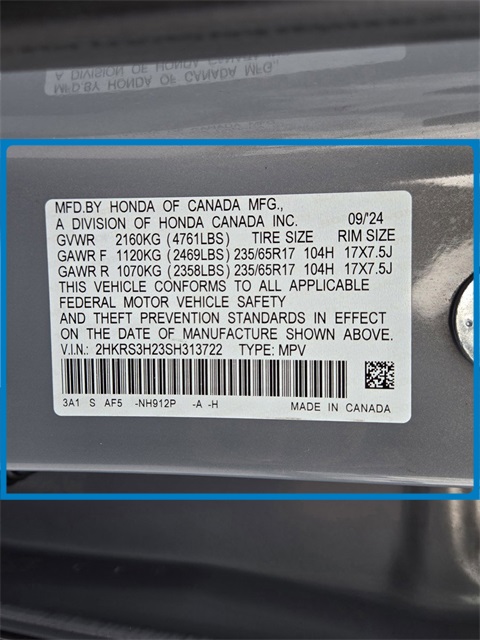 MFD.BY HONDA OF CANADA MFG.,
A DIVISION OF HONDA CANADA INC. 09/'24
GVWR 2160KG (4761LBS) TIRE SIZE RIM SIZE
GAWR F 1120KG (2469LBS) 235/65R17 104H 17X7.5J
GAWR R 1070KG (2358LBS) 235/65R17 104H 17X7.5J
THIS VEHICLE CONFORMS TO ALL APPLICABLE
FEDERAL MOTOR VEHICLE SAFETY
AND THEFT PREVENTION STANDARDS IN EFFECT
ON THE DATE OF MANUFACTURE SHOWN ABOVE.
V.I.N.: 2HKRS3H23SH313722 TYPE: MPV
3A1 S AF5 -NH912P -A -H MADE IN CANADA